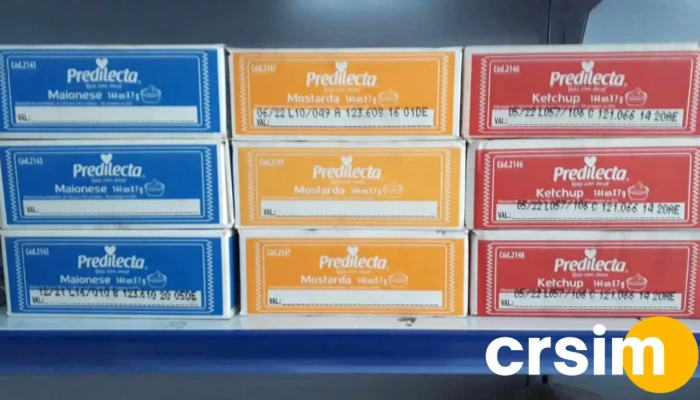 Cód.2143
Predilecta
Maionese 144 un X 7 g
VAL:
Cód.2147
Predilecta
Mostarda 144 un X 7 g
06/22 L10/049 A 123.608 16 01DE
VAL:
Cód.2146
Predilecta
Ketchup 144 un X 7 g
05/22 L057/106 C 121.066 14 20AE
VAL:
Cód.2143
Predilecta
Maionese 144 un X 7 g
VAL:
Cód.2147
Predilecta
Mostarda 144 un X 7 g
VAL:
Cód.2146
Predilecta
Ketchup 144 un X 7 g
05/22 L057/106 C 121.066 14 20AE
VAL:
Cód.2143
Predilecta
Maionese 144 un X 7 g
VAL:
Cód.2147
Predilecta
Mostarda 144 un X 7 g
VAL:
Cód.2146
Predilecta
Ketchup 144 un X 7 g
05/22 L057/106 C 121.066 14 20AE
VAL:
crsim